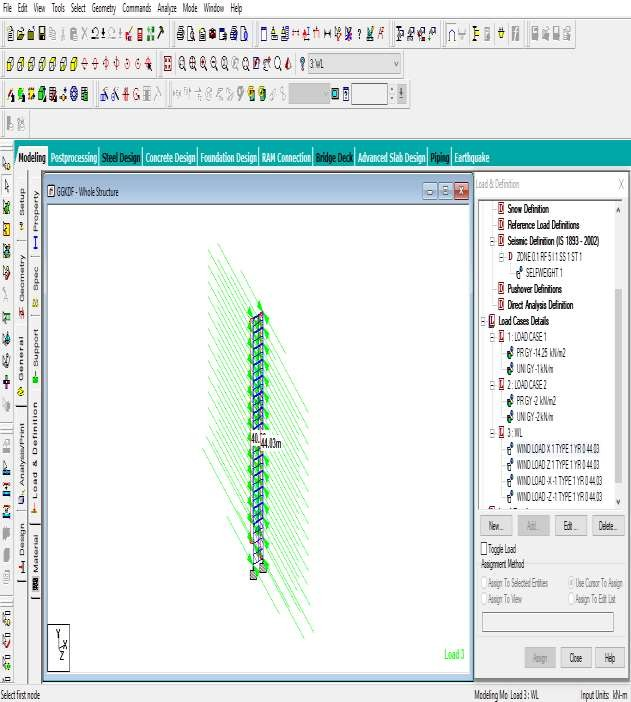 File Edit View Tools Select Geometry Commands Analyze Mode Window Help
3:WL
Modeling Postprocessing Steel Design Concrete Design Foundation Design RAM Connection Bridge Deck Advanced Slab Design Piping Earthquake
Setup
Geometry
General
Analysis/Print
Design
Property
Spec
Support
Load & Definition
Material
GGKDF - Whole Structure
44.03m
Y
X
Z
Load 3
Load & Definition
Snow Definition
Reference Load Definitions
Seismic Definition (IS 1893 - 2002)
ZONE 0.1 RF 5 I 1 SS 1 ST 1
SELFWEIGHT 1
Pushover Definitions
Direct Analysis Definition
Load Cases Details
1 : LOAD CASE 1
PR GY -14.25 kN/m2
UNI GY -1 kN/m
2 : LOAD CASE 2
PR GY -2 kN/m2
UNI GY -2 kN/m
3 : WL
WIND LOAD X 1 TYPE 1 YR 0 44.03
WIND LOAD Z 1 TYPE 1 YR 0 44.03
WIND LOAD -X -1 TYPE 1 YR 0 44.03
WIND LOAD -Z -1 TYPE 1 YR 0 44.03
New... Add... Edit ... Delete...
Toggle Load
Assignment Method
Assign To Selected Entities Use Cursor To Assign
Assign To View Assign To Edit List
Assign Close Help
Select first node Modeling Mo Load 3 : WL Input Units: kN-m